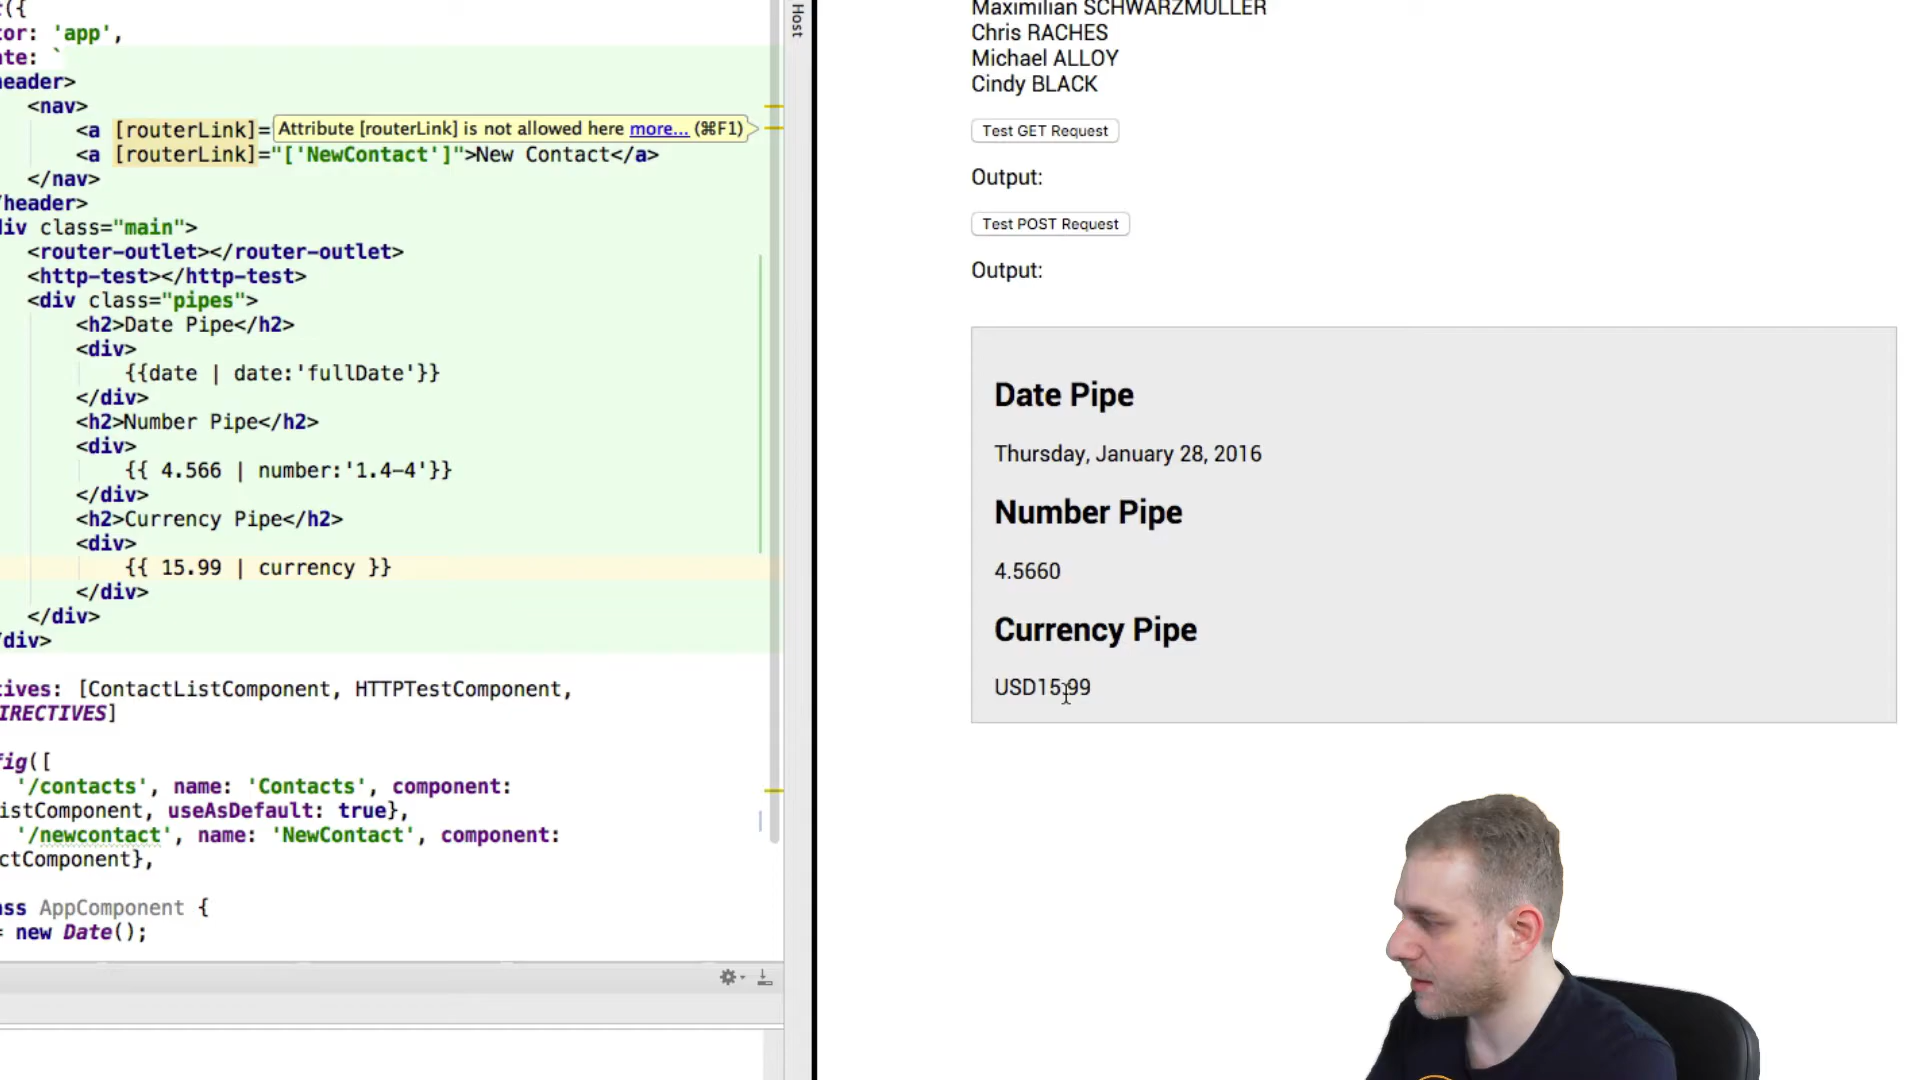 r({
tor: 'app',
ate: `
header>
<nav>
<a [routerLink]=
Attribute [routerLink] is not allowed here more... (⌘F1)
<a [routerLink]="['NewContact']">New Contact</a>
</nav>
/header>
div class="main">
<router-outlet></router-outlet>
<http-test></http-test>
<div class="pipes">
<h2>Date Pipe</h2>
<div>
{{date | date:'fullDate'}}
</div>
<h2>Number Pipe</h2>
<div>
{{ 4.566 | number:'1.4-4'}}
</div>
<h2>Currency Pipe</h2>
<div>
{{ 15.99 | currency }}
</div>
</div>
/div>
tives: [ContactListComponent, HTTPTestComponent,
IRECTIVES]
fig([
'/contacts', name: 'Contacts', component:
istComponent, useAsDefault: true},
'/newcontact', name: 'NewContact', component:
ctComponent},
ass AppComponent {
= new Date();
Host
Maximilian SCHWARZMÜLLER
Chris RACHES
Michael ALLOY
Cindy BLACK
Test GET Request
Output:
Test POST Request
Output:
Date Pipe
Thursday, January 28, 2016
Number Pipe
4.5660
Currency Pipe
USD15.99